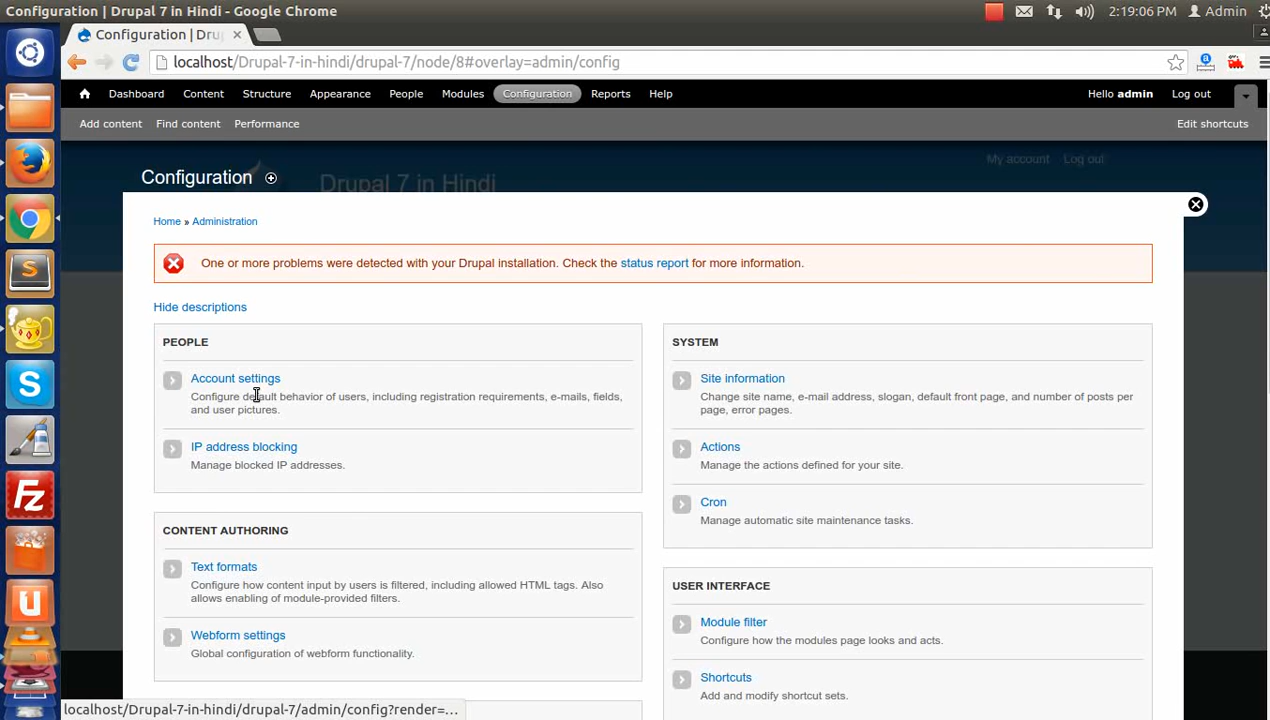 Configuration | Drupal 7 in Hindi - Google Chrome
2:19:06 PM
Admin
Configuration | Dru
localhost/Drupal-7-in-hindi/drupal-7/node/8#overlay=admin/config
Dashboard Content Structure Appearance People Modules Configuration Reports Help
Hello admin Log out
Add content Find content Performance
Edit shortcuts
My account Log out
Configuration
Drupal 7 in Hindi
Home » Administration
One or more problems were detected with your Drupal installation. Check the status report for more information.
Hide descriptions
PEOPLE
Account settings
Configure default behavior of users, including registration requirements, e-mails, fields,
and user pictures.
IP address blocking
Manage blocked IP addresses.
CONTENT AUTHORING
Text formats
Configure how content input by users is filtered, including allowed HTML tags. Also
allows enabling of module-provided filters.
Webform settings
Global configuration of webform functionality.
SYSTEM
Site information
Change site name, e-mail address, slogan, default front page, and number of posts per
page, error pages.
Actions
Manage the actions defined for your site.
Cron
Manage automatic site maintenance tasks.
USER INTERFACE
Module filter
Configure how the modules page looks and acts.
Shortcuts
Add and modify shortcut sets.
localhost/Drupal-7-in-hindi/drupal-7/admin/config?render=...